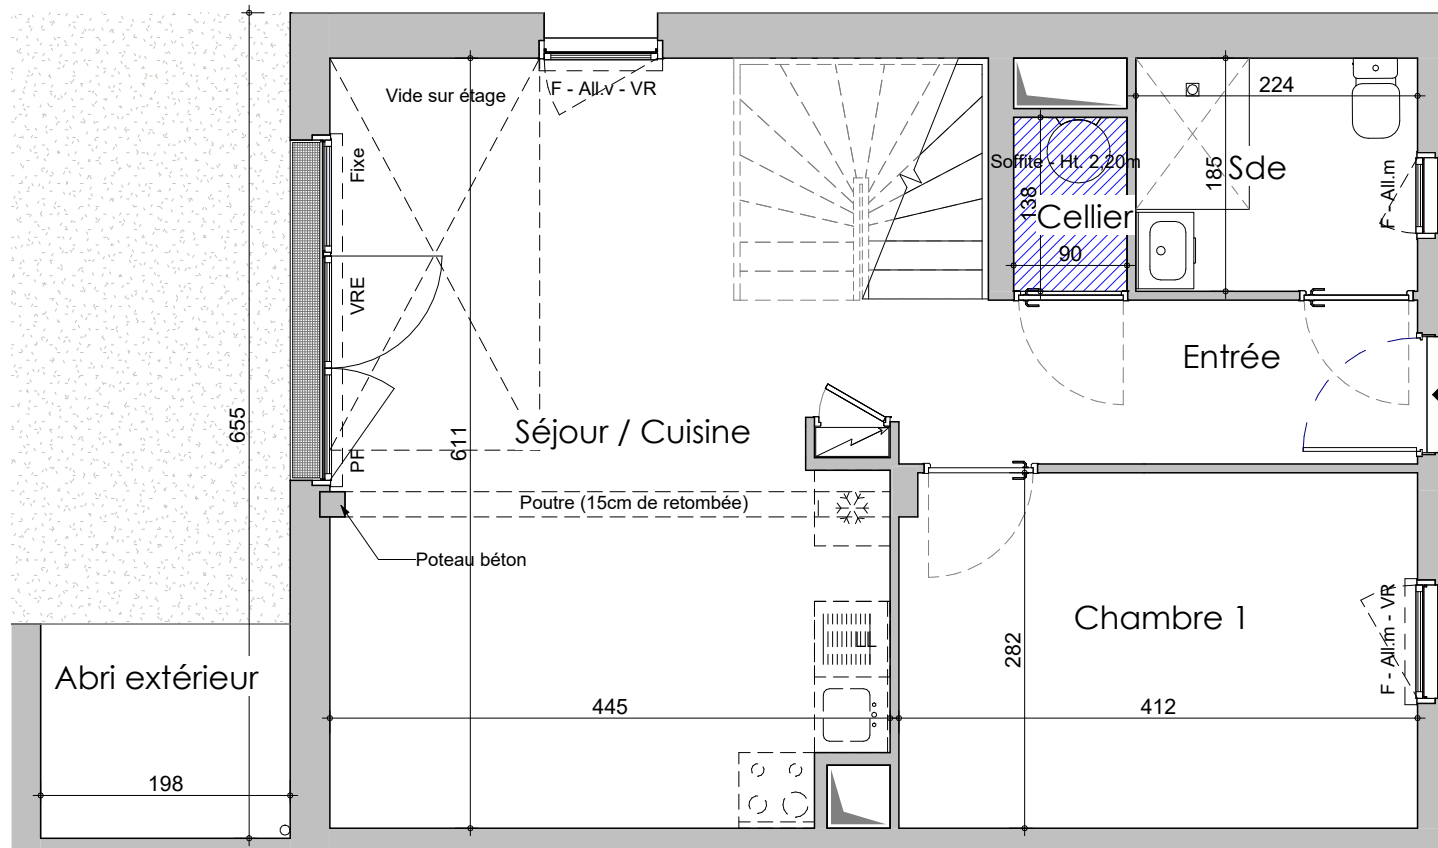 Vide sur étage
F - All.v - VR
224
Fixe
Soffite - Ht. 2,20m
185
Sde
F - All.m
138
Cellier
90
VRE
Entrée
655
Séjour / Cuisine
611
PF
Poutre (15cm de retombée)
Poteau béton
Chambre 1
F - All.m - VR
LL
282
Abri extérieur
445
412
198